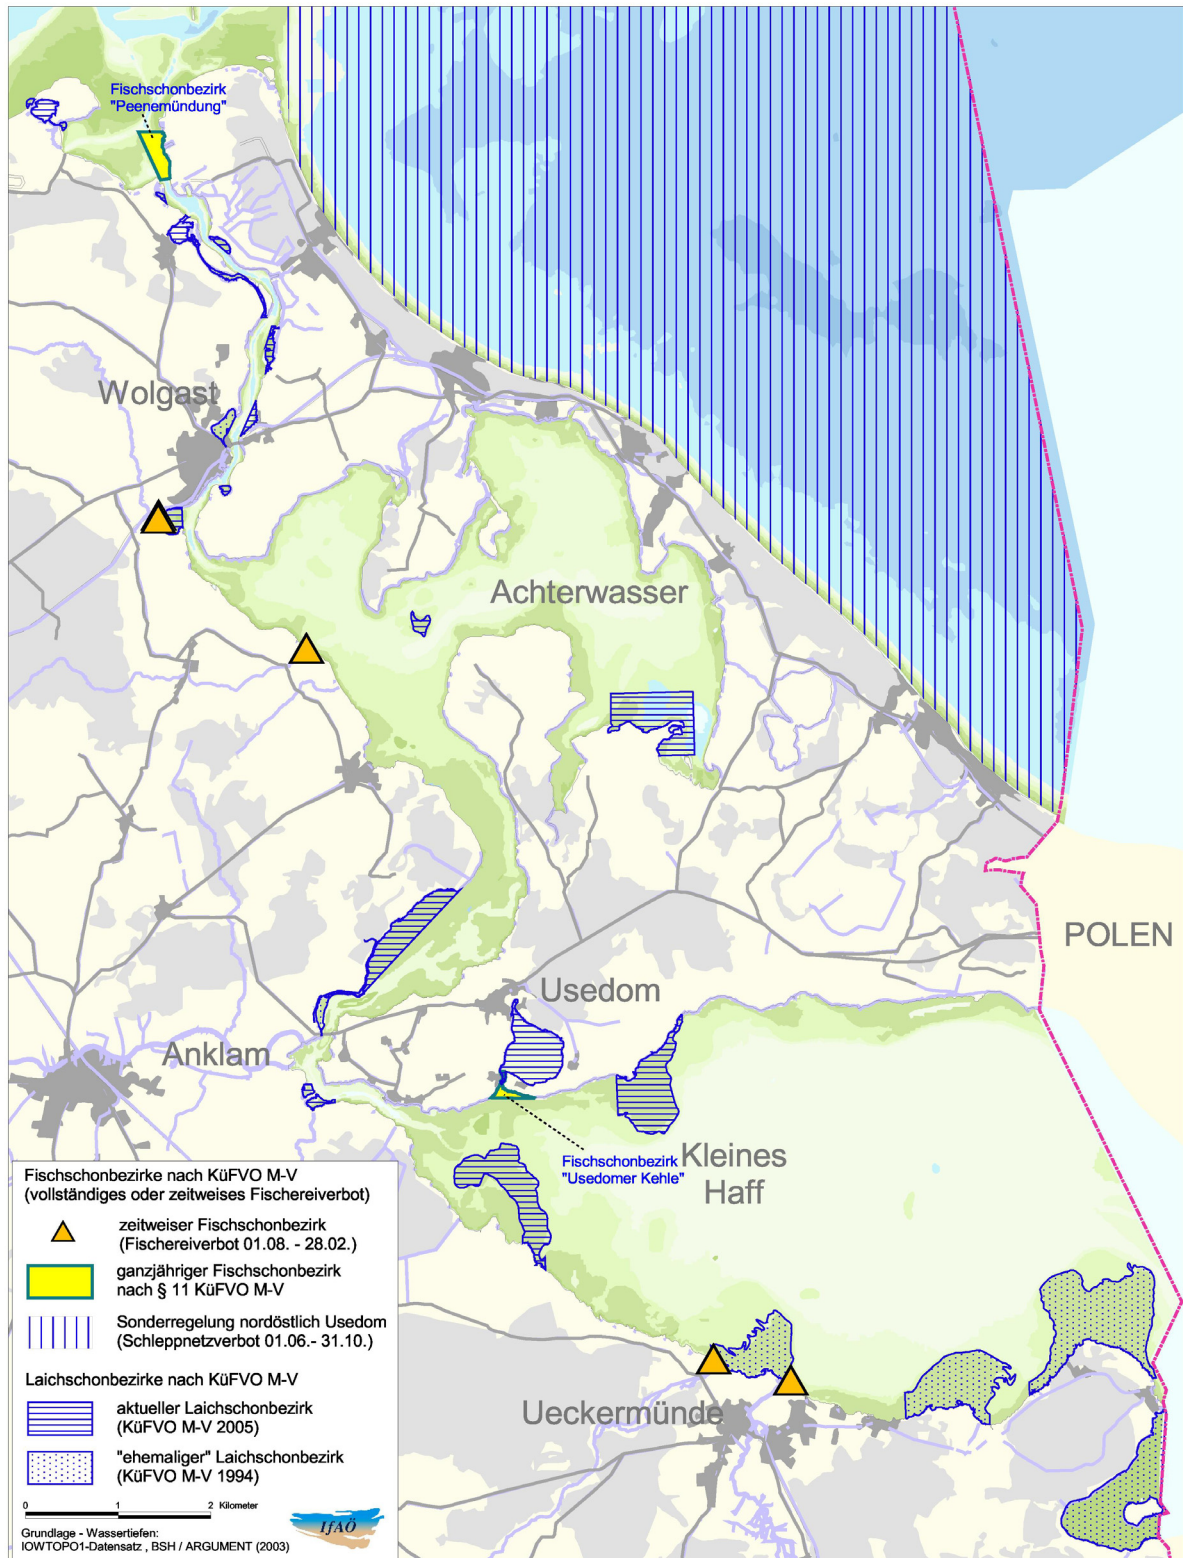 Fischschonbezirk
"Peenemündung"
Wolgast
Achterwasser
POLEN
Usedom
Anklam
Fischschonbezirk
"Usedomer Kehle"
Kleines
Haff
Ueckermünde
Fischschonbezirke nach KüFVO M-V
(vollständiges oder zeitweises Fischereiverbot)
zeitweiser Fischschonbezirk
(Fischereiverbot 01.08. - 28.02.)
ganzjähriger Fischschonbezirk
nach § 11 KüFVO M-V
Sonderregelung nordöstlich Usedom
(Schleppnetzverbot 01.06.- 31.10.)
Laichschonbezirke nach KüFVO M-V
aktueller Laichschonbezirk
(KüFVO M-V 2005)
"ehemaliger" Laichschonbezirk
(KüFVO M-V 1994)
0 1 2 Kilometer
IfAÖ
Grundlage - Wassertiefen:
IOWTOPO1-Datensatz , BSH / ARGUMENT (2003)